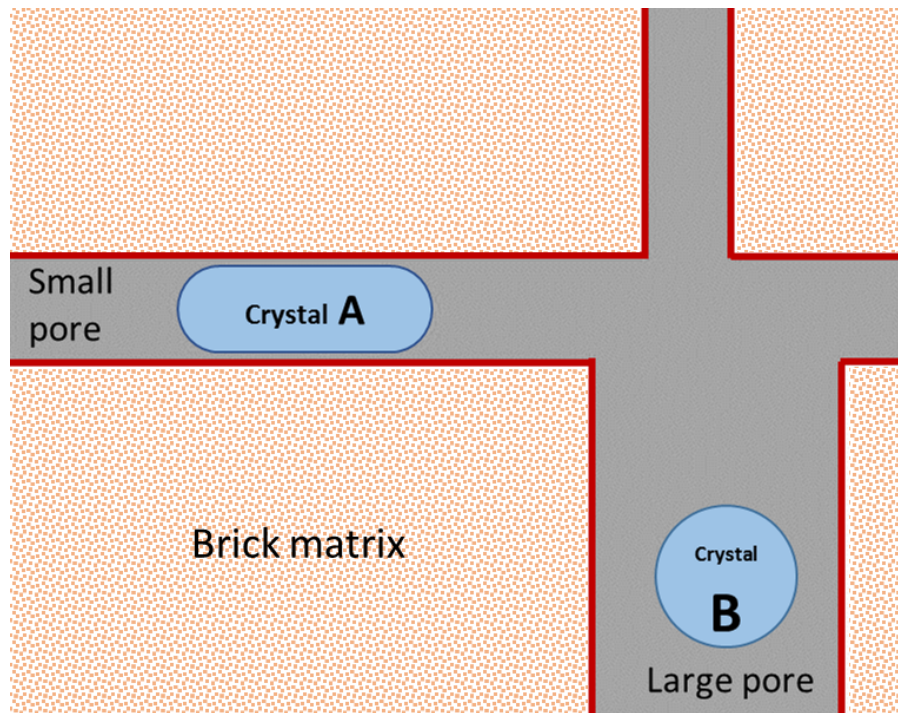 Small
pore
Crystal A
Brick matrix
Crystal
B
Large pore